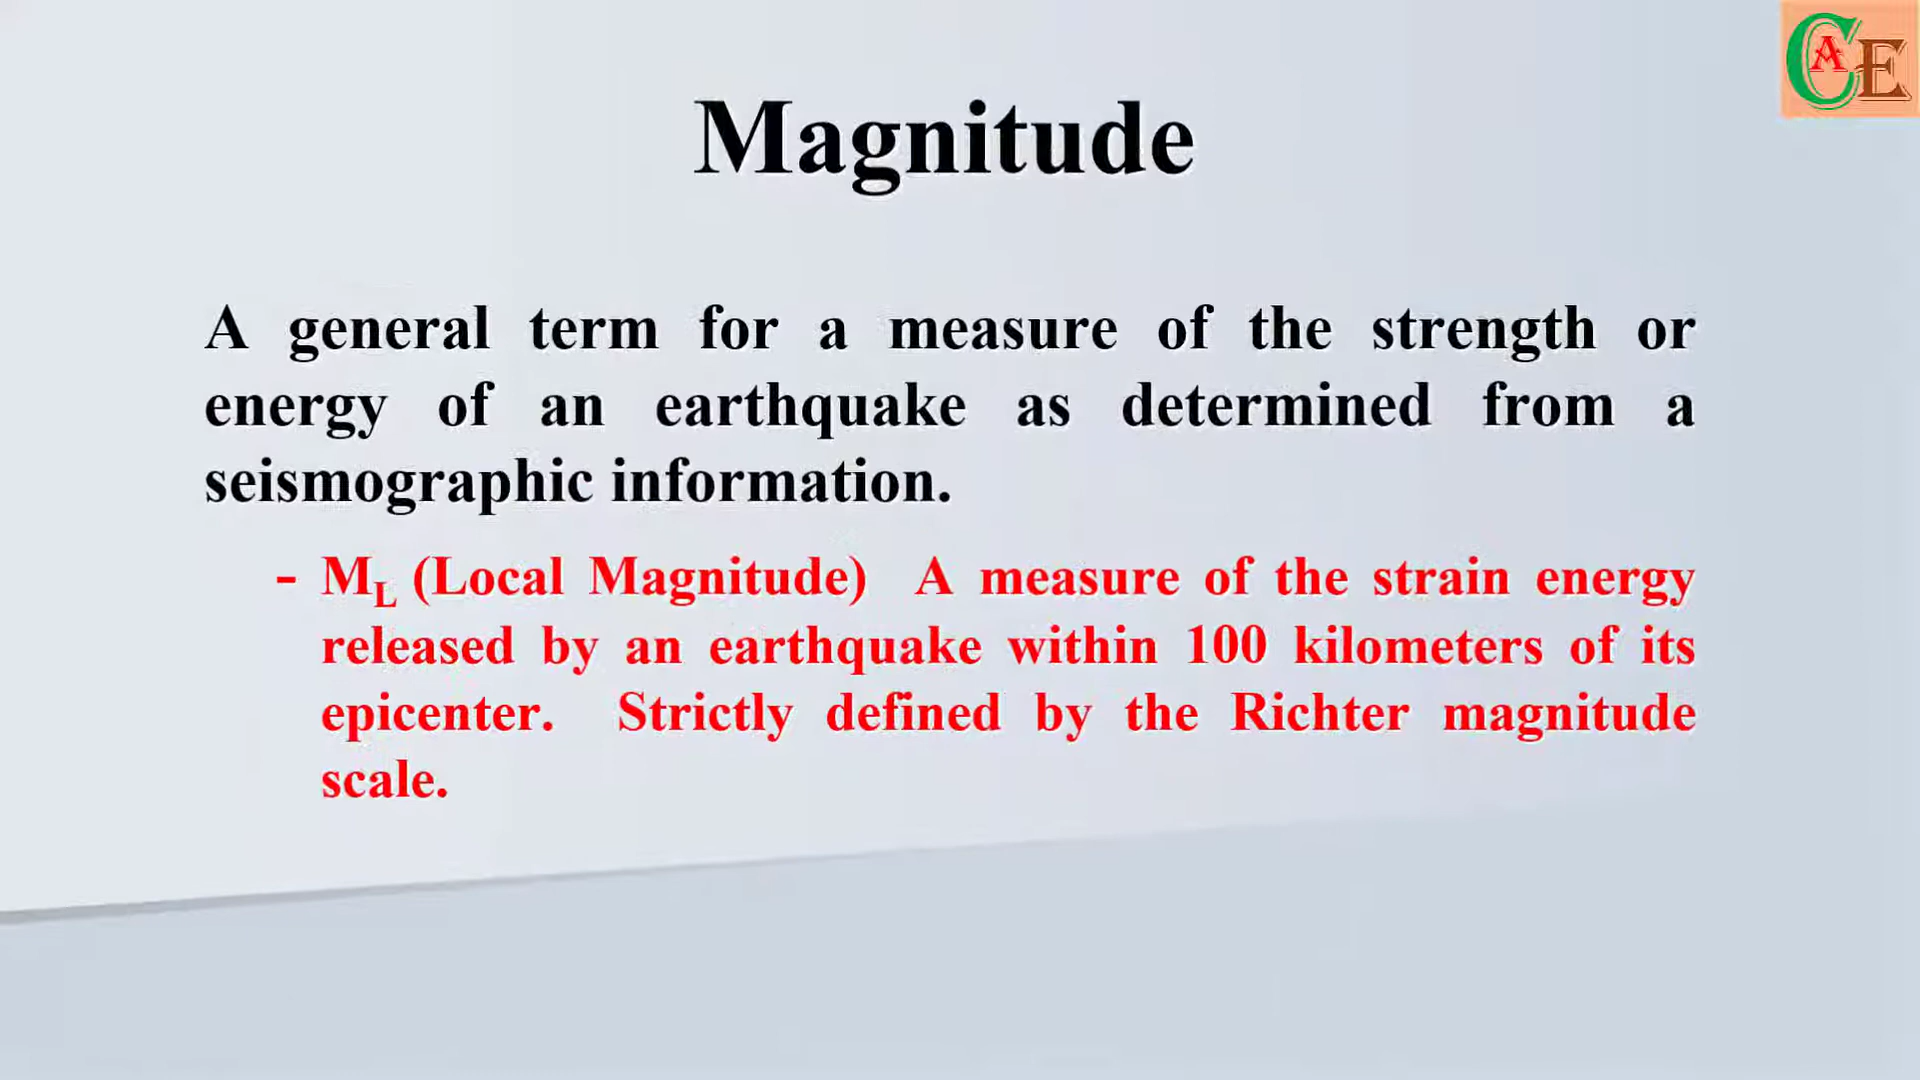 CAE
Magnitude
A general term for a measure of the strength or
energy of an earthquake as determined from a
seismographic information.
- ML (Local Magnitude) A measure of the strain energy
released by an earthquake within 100 kilometers of its
epicenter. Strictly defined by the Richter magnitude
scale.